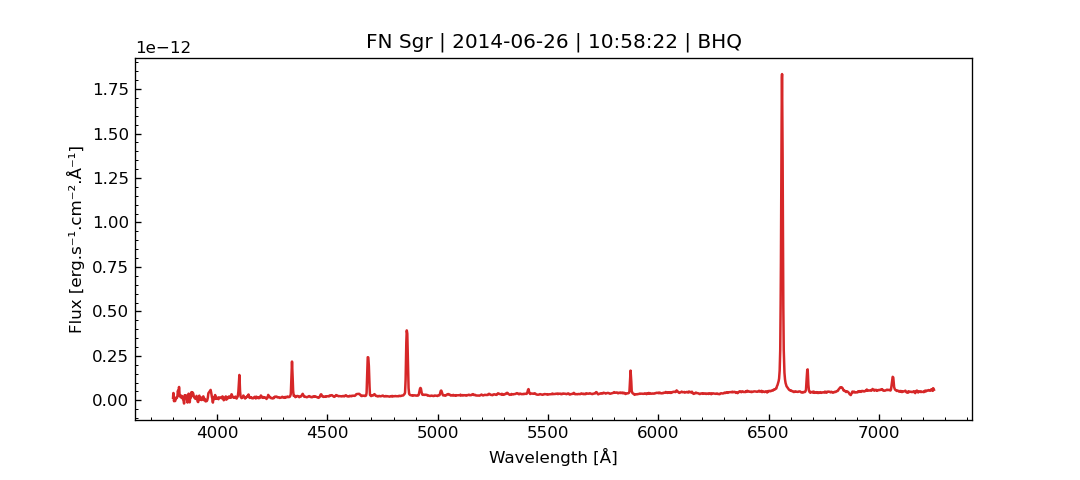 FN Sgr | 2014-06-26 | 10:58:22 | BHQ
1e−12
1.75
1.50
1.25
1.00
0.75
0.50
0.25
0.00
Flux [erg.s⁻¹.cm⁻².Å⁻¹]
4000 4500 5000 5500 6000 6500 7000
Wavelength [Å]